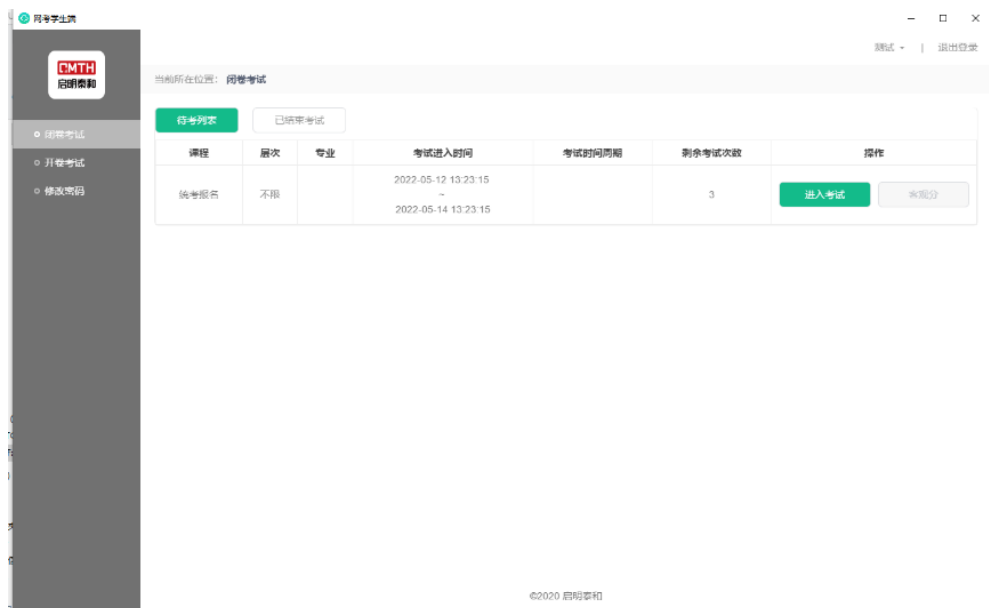 网考学生端
测试 | 退出登录
CMTH
启明泰和
当前所在位置： 闭卷考试
待考列表 已结束考试
闭卷考试
开卷考试
修改密码
课程 层次 专业 考试进入时间 考试时间周期 剩余考试次数 操作
统考报名 不限 2022-05-12 13:23:15 ~ 2022-05-14 13:23:15 3 进入考试 客观分
©2020 启明泰和